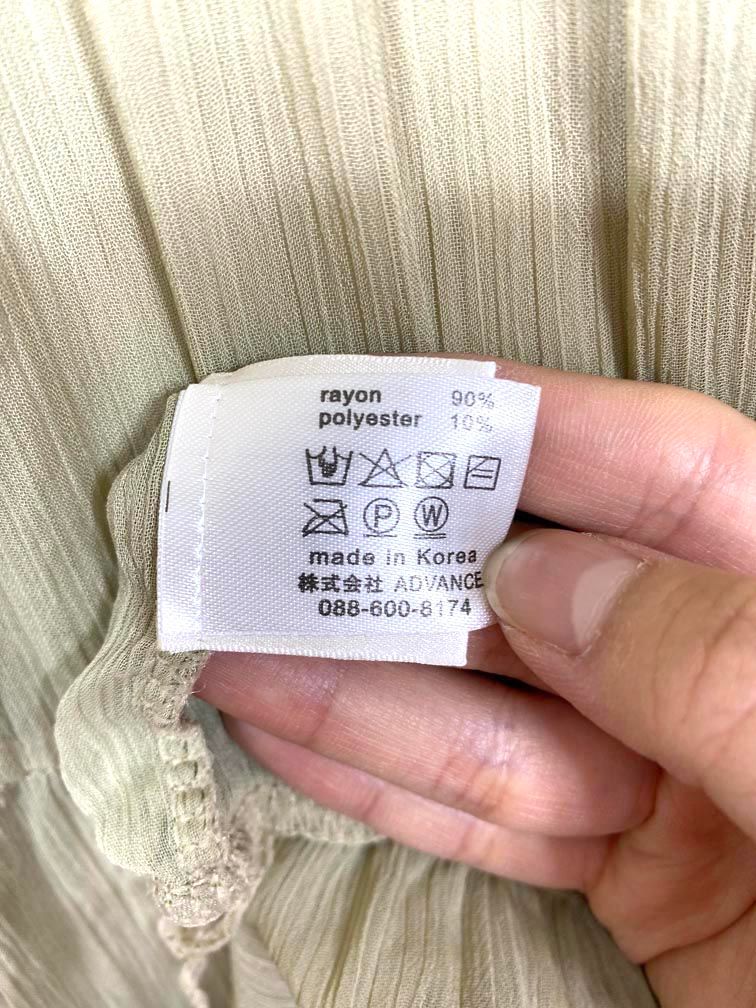 rayon 90%
polyester 10%
P W
made in Korea
株式会社 ADVANCE
088-600-8174